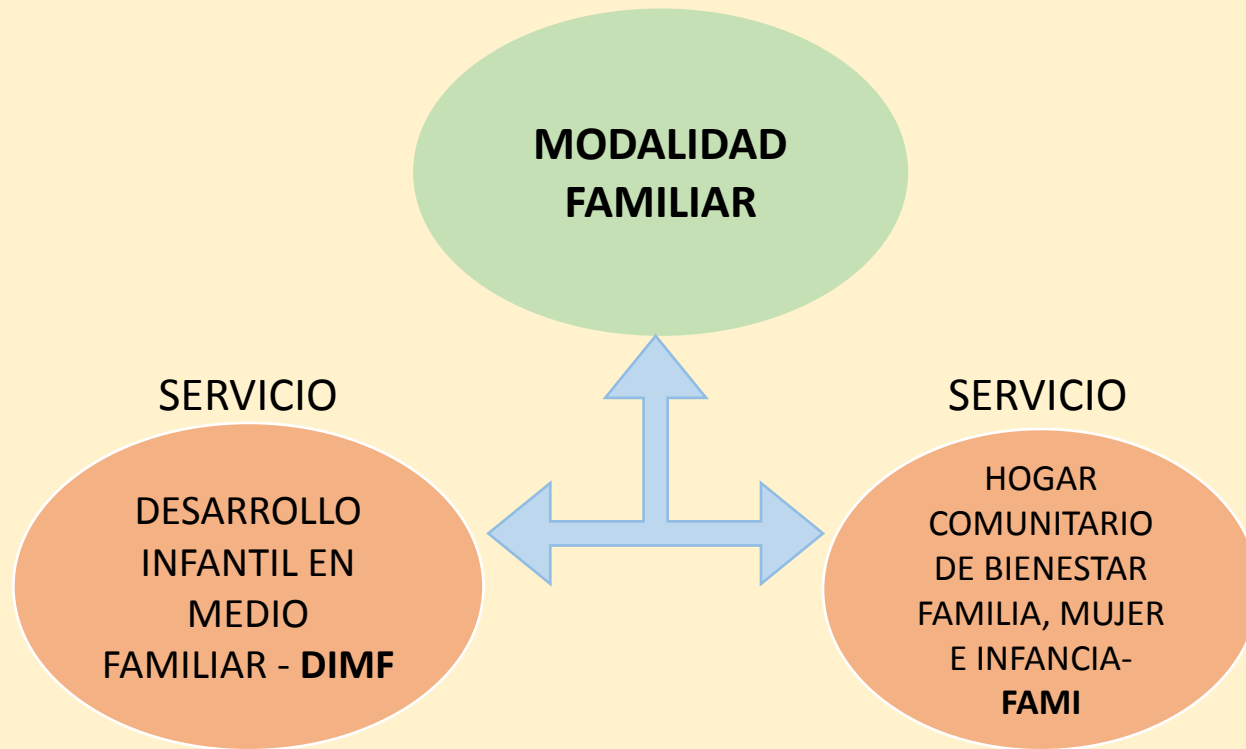 MODALIDAD
FAMILIAR
SERVICIO
DESARROLLO
INFANTIL EN
MEDIO
FAMILIAR - DIMF
SERVICIO
HOGAR
COMUNITARIO
DE BIENESTAR
FAMILIA, MUJER
E INFANCIA-
FAMI